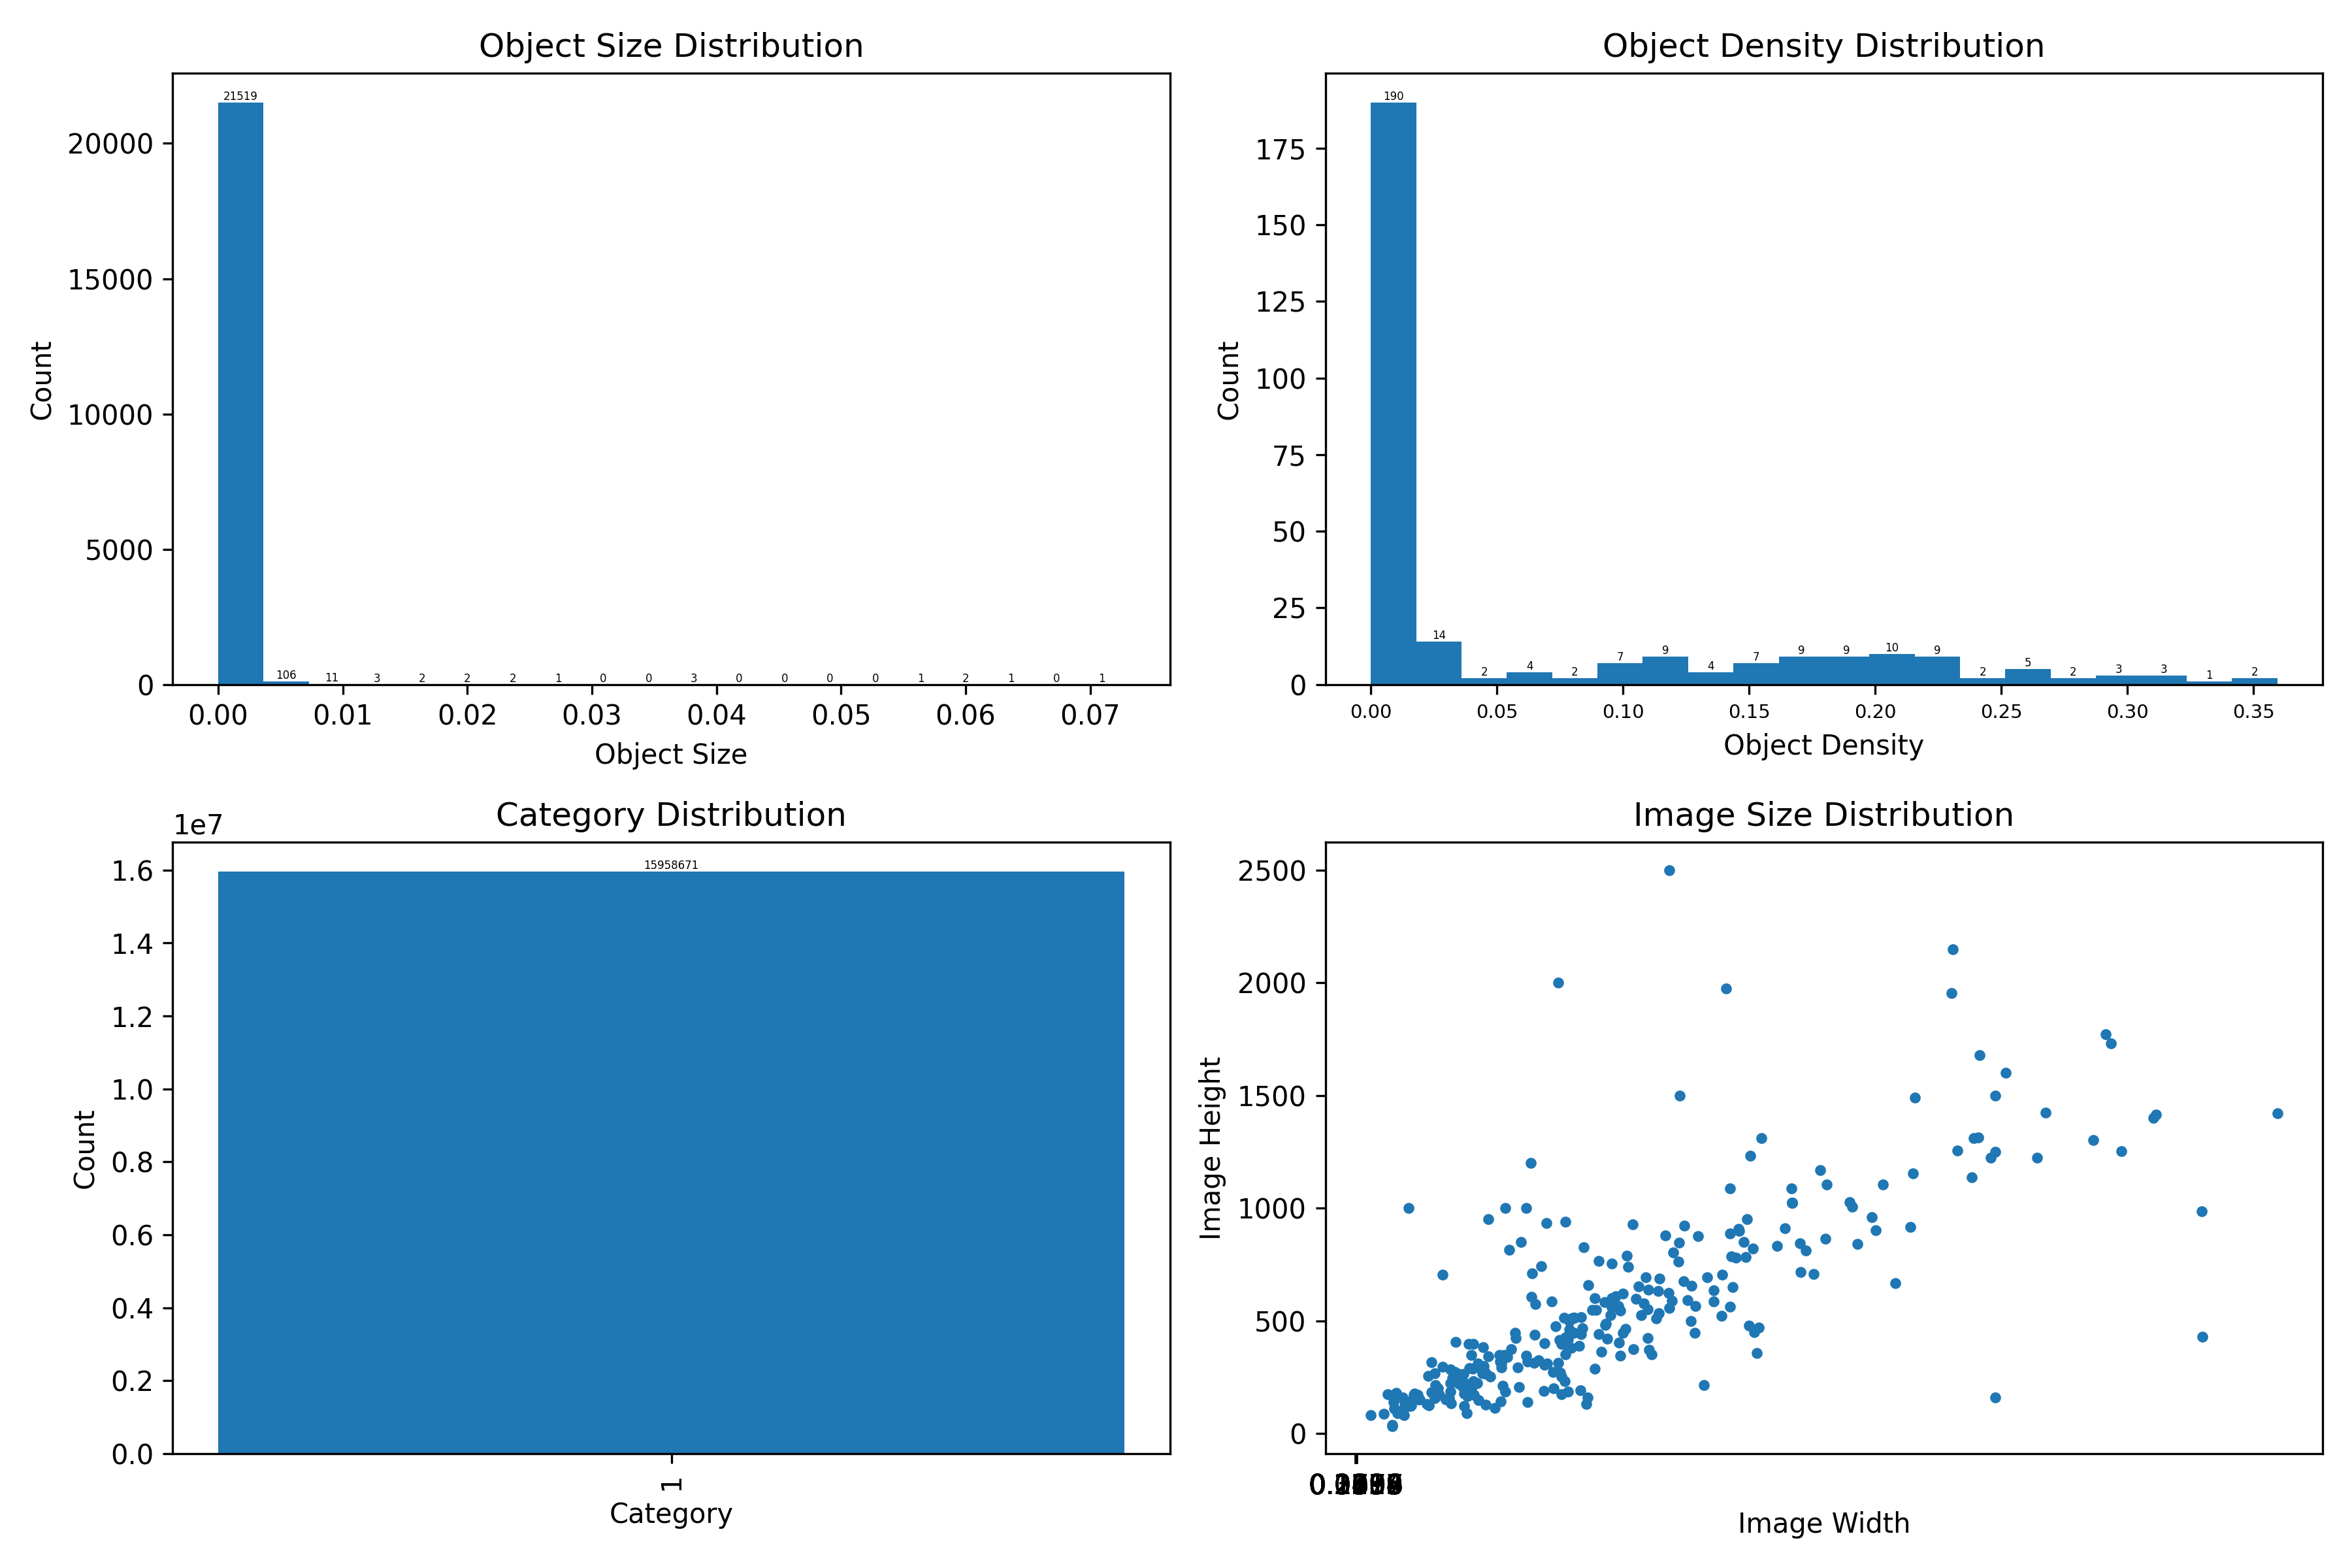 Object Size Distribution
Count
20000
15000
10000
5000
0
21519 106 11 3 2 2 2 1 0 0 3 0 0 0 0 1 2 1 0 1
0.00 0.01 0.02 0.03 0.04 0.05 0.06 0.07
Object Size
Object Density Distribution
Count
175
150
125
100
75
50
25
0
190 14 2 4 2 7 9 4 7 9 9 10 9 2 5 2 3 3 1 2
0.00 0.05 0.10 0.15 0.20 0.25 0.30 0.35
Object Density
Category Distribution
1e7
Count
1.6
1.4
1.2
1.0
0.8
0.6
0.4
0.2
0.0
15958671
1
Category
Image Size Distribution
Image Height
2500
2000
1500
1000
500
0
Image Width